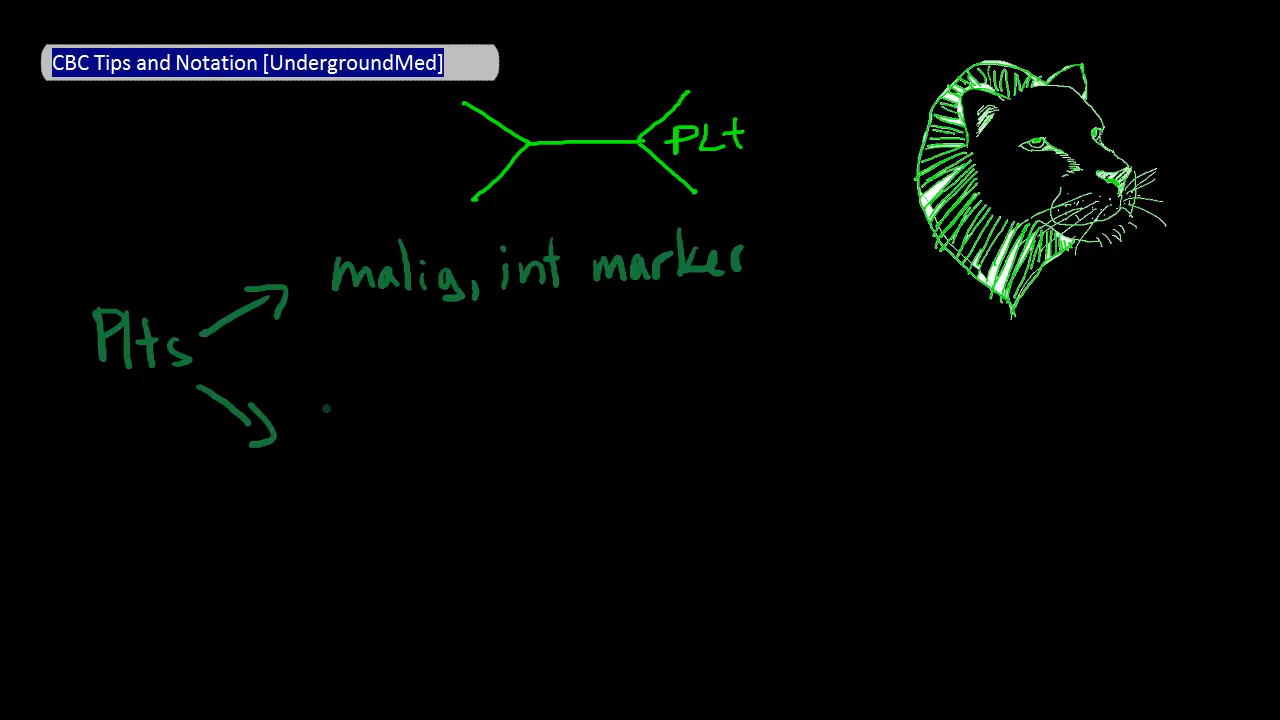 CBC Tips and Notation [UndergroundMed]
PLt
malig, int marker
Plts